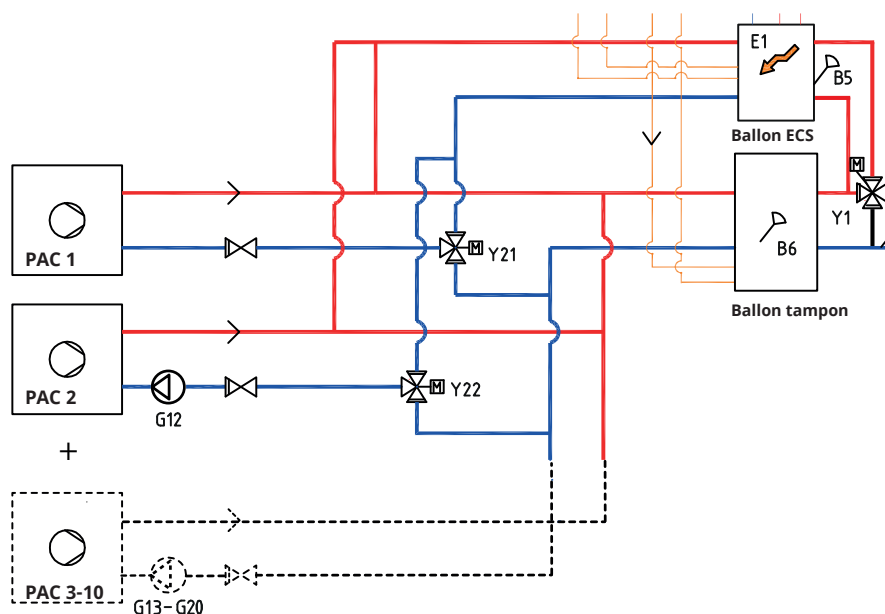 E1
B5
Ballon ECS
M
Y1
PAC 1
M
Y21
B6
Ballon tampon
PAC 2
G12
M
Y22
+
PAC 3-10
G13-G20